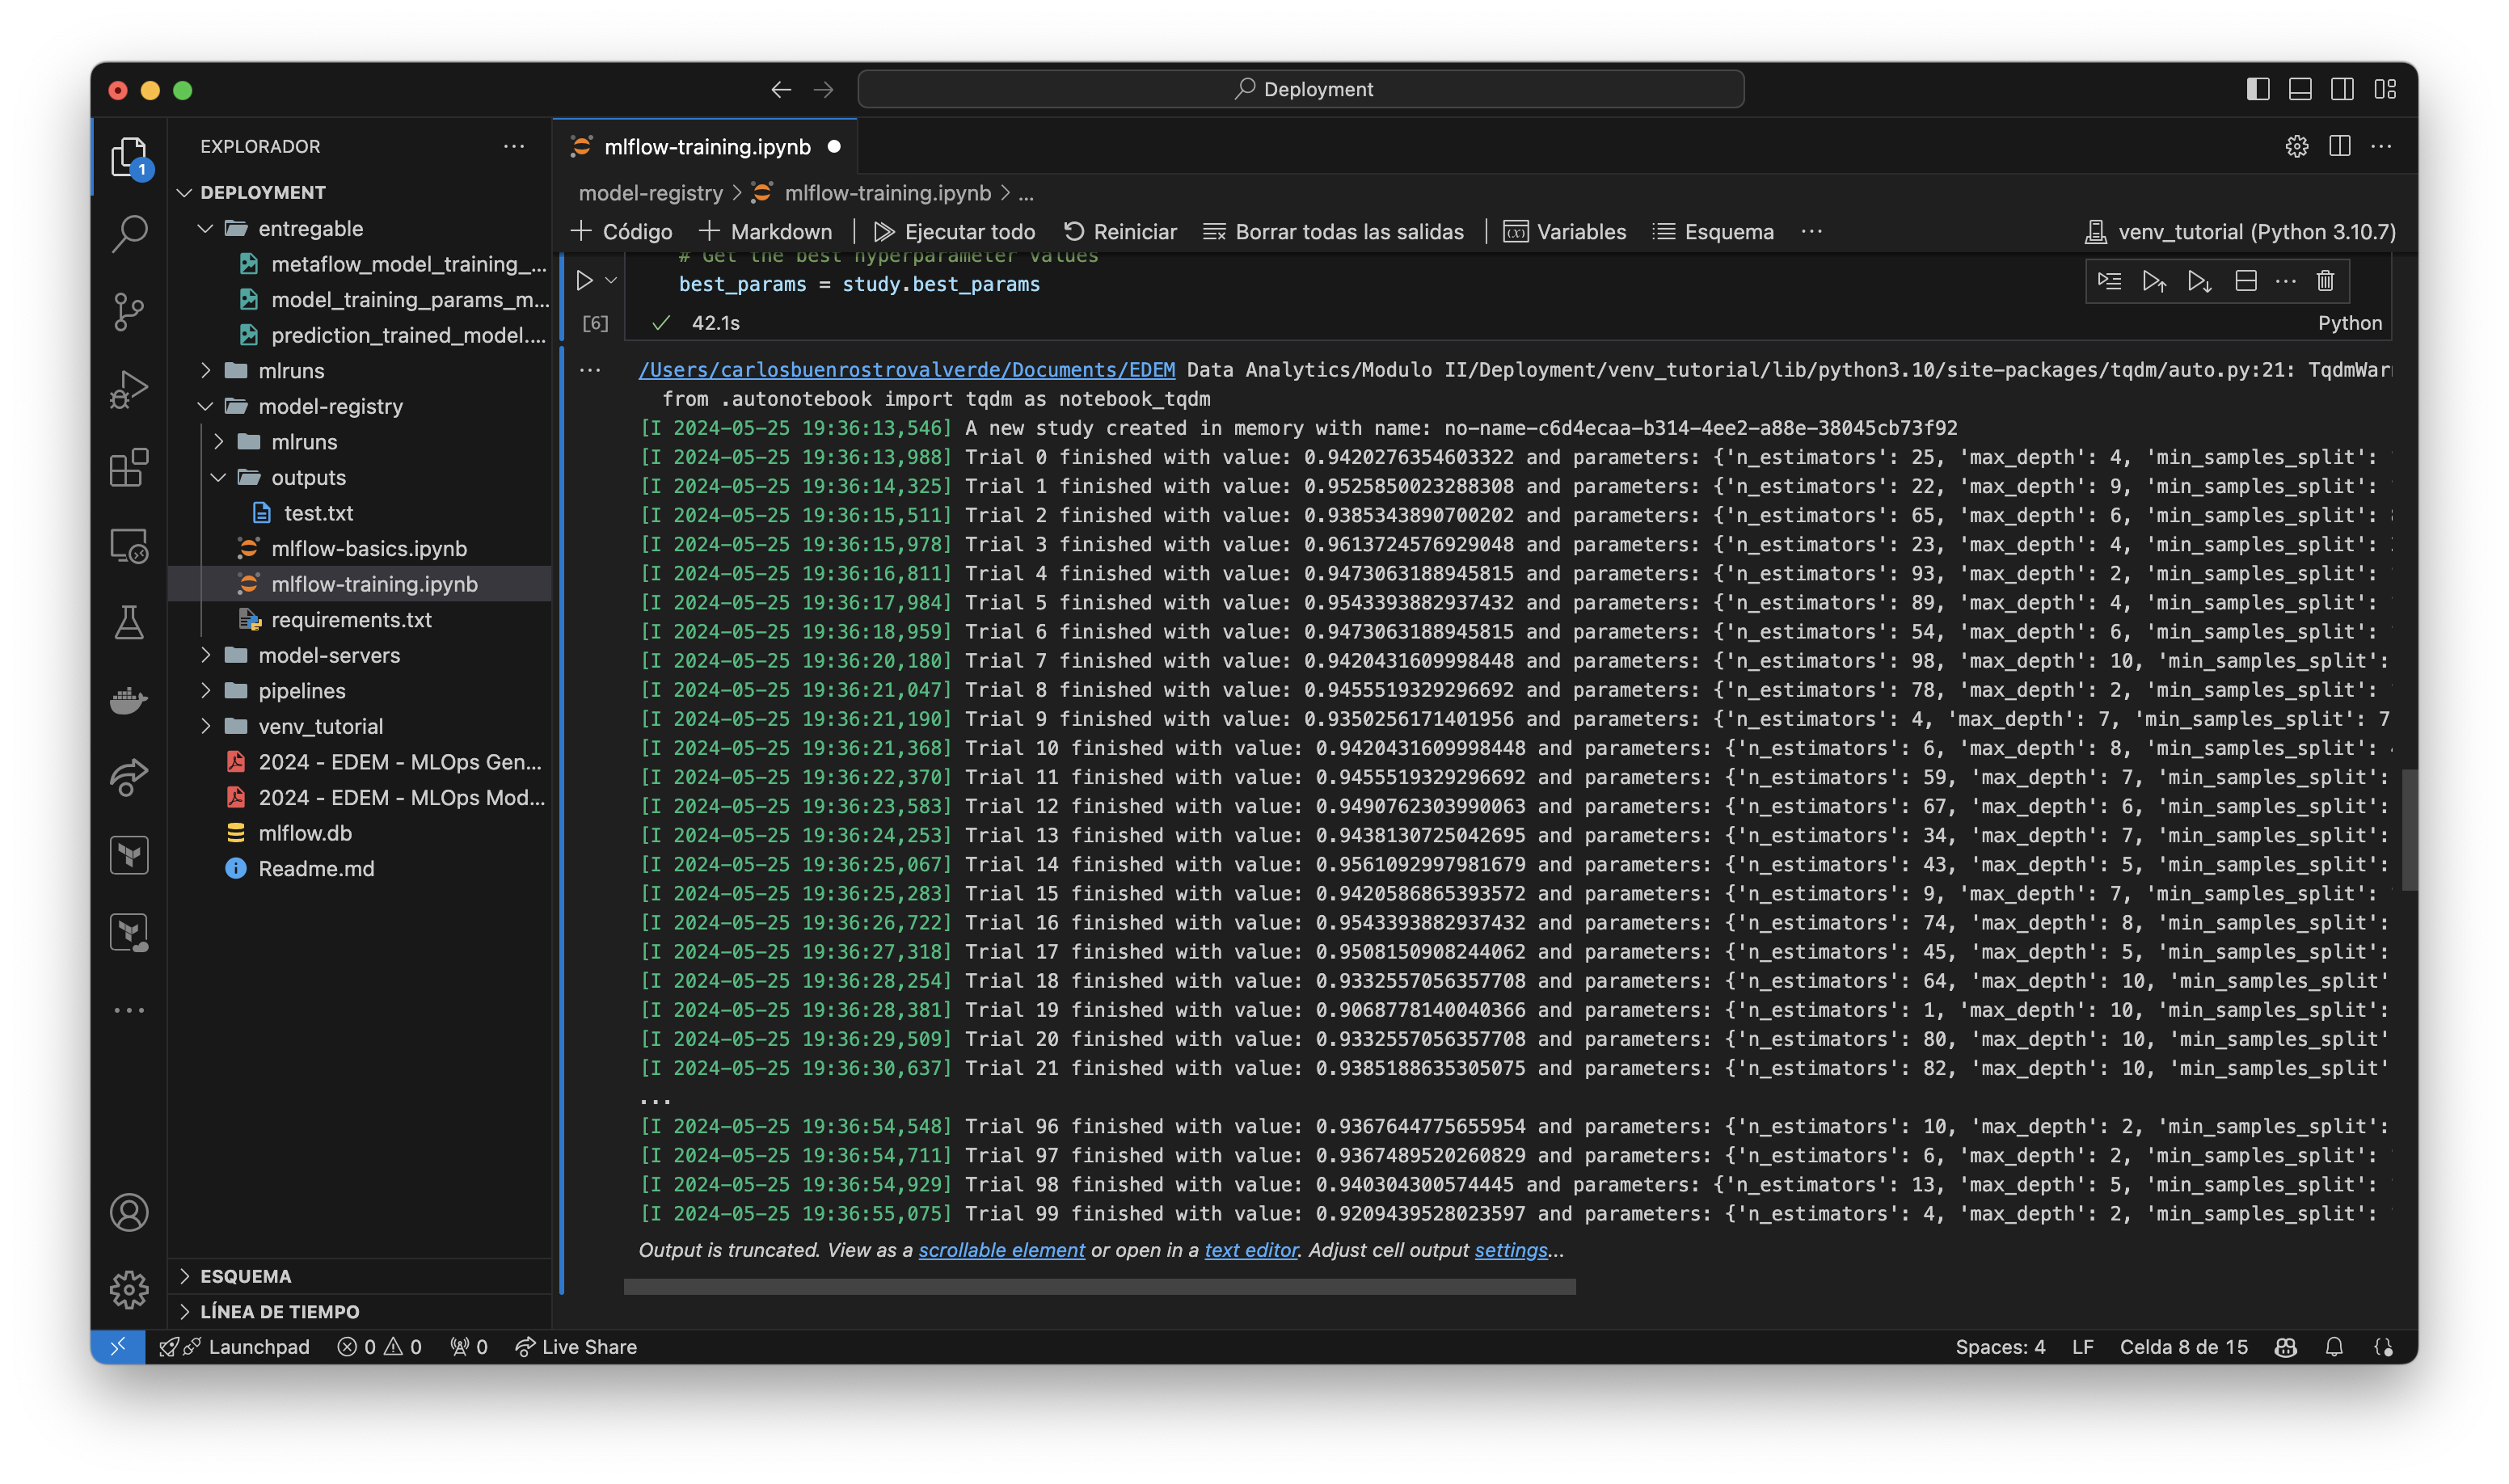 Deployment
EXPLORADOR
1
DEPLOYMENT
entregable
metaflow_model_training_...
model_training_params_m...
prediction_trained_model....
mlruns
model-registry
mlruns
outputs
test.txt
mlflow-basics.ipynb
mlflow-training.ipynb
requirements.txt
model-servers
pipelines
venv_tutorial
2024 - EDEM - MLOps Gen...
2024 - EDEM - MLOps Mod...
mlflow.db
Readme.md
ESQUEMA
LÍNEA DE TIEMPO
mlflow-training.ipynb
model-registry > mlflow-training.ipynb > ...
+ Código + Markdown | Ejecutar todo Reiniciar Borrar todas las salidas | Variables Esquema ... venv_tutorial (Python 3.10.7)
# Get the best hyperparameter values
best_params = study.best_params
[6] 42.1s Python
/Users/carlosbuenrostrovalverde/Documents/EDEM Data Analytics/Modulo II/Deployment/venv_tutorial/lib/python3.10/site-packages/tqdm/auto.py:21: TqdmWar
from .autonotebook import tqdm as notebook_tqdm
[I 2024-05-25 19:36:13,546] A new study created in memory with name: no-name-c6d4ecaa-b314-4ee2-a88e-38045cb73f92
[I 2024-05-25 19:36:13,988] Trial 0 finished with value: 0.9420276354603322 and parameters: {'n_estimators': 25, 'max_depth': 4, 'min_samples_split':
[I 2024-05-25 19:36:14,325] Trial 1 finished with value: 0.9525850023288308 and parameters: {'n_estimators': 22, 'max_depth': 9, 'min_samples_split':
[I 2024-05-25 19:36:15,511] Trial 2 finished with value: 0.9385343890700202 and parameters: {'n_estimators': 65, 'max_depth': 6, 'min_samples_split':
[I 2024-05-25 19:36:15,978] Trial 3 finished with value: 0.9613724576929048 and parameters: {'n_estimators': 23, 'max_depth': 4, 'min_samples_split':
[I 2024-05-25 19:36:16,811] Trial 4 finished with value: 0.9473063188945815 and parameters: {'n_estimators': 93, 'max_depth': 2, 'min_samples_split':
[I 2024-05-25 19:36:17,984] Trial 5 finished with value: 0.9543393882937432 and parameters: {'n_estimators': 89, 'max_depth': 4, 'min_samples_split':
[I 2024-05-25 19:36:18,959] Trial 6 finished with value: 0.9473063188945815 and parameters: {'n_estimators': 54, 'max_depth': 6, 'min_samples_split':
[I 2024-05-25 19:36:20,180] Trial 7 finished with value: 0.9420431609998448 and parameters: {'n_estimators': 98, 'max_depth': 10, 'min_samples_split':
[I 2024-05-25 19:36:21,047] Trial 8 finished with value: 0.9455519329296692 and parameters: {'n_estimators': 78, 'max_depth': 2, 'min_samples_split':
[I 2024-05-25 19:36:21,190] Trial 9 finished with value: 0.9350256171401956 and parameters: {'n_estimators': 4, 'max_depth': 7, 'min_samples_split': 7
[I 2024-05-25 19:36:21,368] Trial 10 finished with value: 0.9420431609998448 and parameters: {'n_estimators': 6, 'max_depth': 8, 'min_samples_split':
[I 2024-05-25 19:36:22,370] Trial 11 finished with value: 0.9455519329296692 and parameters: {'n_estimators': 59, 'max_depth': 7, 'min_samples_split':
[I 2024-05-25 19:36:23,583] Trial 12 finished with value: 0.9490762303990063 and parameters: {'n_estimators': 67, 'max_depth': 6, 'min_samples_split':
[I 2024-05-25 19:36:24,253] Trial 13 finished with value: 0.9438130725042695 and parameters: {'n_estimators': 34, 'max_depth': 7, 'min_samples_split':
[I 2024-05-25 19:36:25,067] Trial 14 finished with value: 0.9561092997981679 and parameters: {'n_estimators': 43, 'max_depth': 5, 'min_samples_split':
[I 2024-05-25 19:36:25,283] Trial 15 finished with value: 0.9420586865393572 and parameters: {'n_estimators': 9, 'max_depth': 7, 'min_samples_split':
[I 2024-05-25 19:36:26,722] Trial 16 finished with value: 0.9543393882937432 and parameters: {'n_estimators': 74, 'max_depth': 8, 'min_samples_split':
[I 2024-05-25 19:36:27,318] Trial 17 finished with value: 0.9508150908244062 and parameters: {'n_estimators': 45, 'max_depth': 5, 'min_samples_split':
[I 2024-05-25 19:36:28,254] Trial 18 finished with value: 0.9332557056357708 and parameters: {'n_estimators': 64, 'max_depth': 10, 'min_samples_split'
[I 2024-05-25 19:36:28,381] Trial 19 finished with value: 0.9068778140040366 and parameters: {'n_estimators': 1, 'max_depth': 10, 'min_samples_split':
[I 2024-05-25 19:36:29,509] Trial 20 finished with value: 0.9332557056357708 and parameters: {'n_estimators': 80, 'max_depth': 10, 'min_samples_split'
[I 2024-05-25 19:36:30,637] Trial 21 finished with value: 0.9385188635305075 and parameters: {'n_estimators': 82, 'max_depth': 10, 'min_samples_split'
...
[I 2024-05-25 19:36:54,548] Trial 96 finished with value: 0.9367644775655954 and parameters: {'n_estimators': 10, 'max_depth': 2, 'min_samples_split':
[I 2024-05-25 19:36:54,711] Trial 97 finished with value: 0.9367489520260829 and parameters: {'n_estimators': 6, 'max_depth': 2, 'min_samples_split':
[I 2024-05-25 19:36:54,929] Trial 98 finished with value: 0.940304300574445 and parameters: {'n_estimators': 13, 'max_depth': 5, 'min_samples_split':
[I 2024-05-25 19:36:55,075] Trial 99 finished with value: 0.9209439528023597 and parameters: {'n_estimators': 4, 'max_depth': 2, 'min_samples_split':
Output is truncated. View as a scrollable element or open in a text editor. Adjust cell output settings...
Launchpad 0 0 0 Live Share Spaces: 4 LF Celda 8 de 15